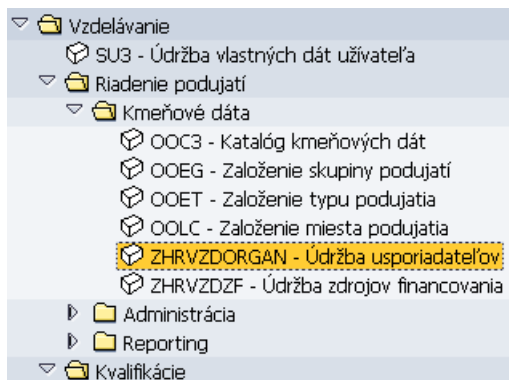 Vzdelávanie
SU3 - Údržba vlastných dát užívateľa
Riadenie podujatí
Kmeňové dáta
OOC3 - Katalóg kmeňových dát
OOEG - Založenie skupiny podujatí
OOET - Založenie typu podujatia
OOLC - Založenie miesta podujatia
ZHRVZDORGAN - Údržba usporiadateľov
ZHRVZDZF - Údržba zdrojov financovania
Administrácia
Reporting
Kvalifikácie